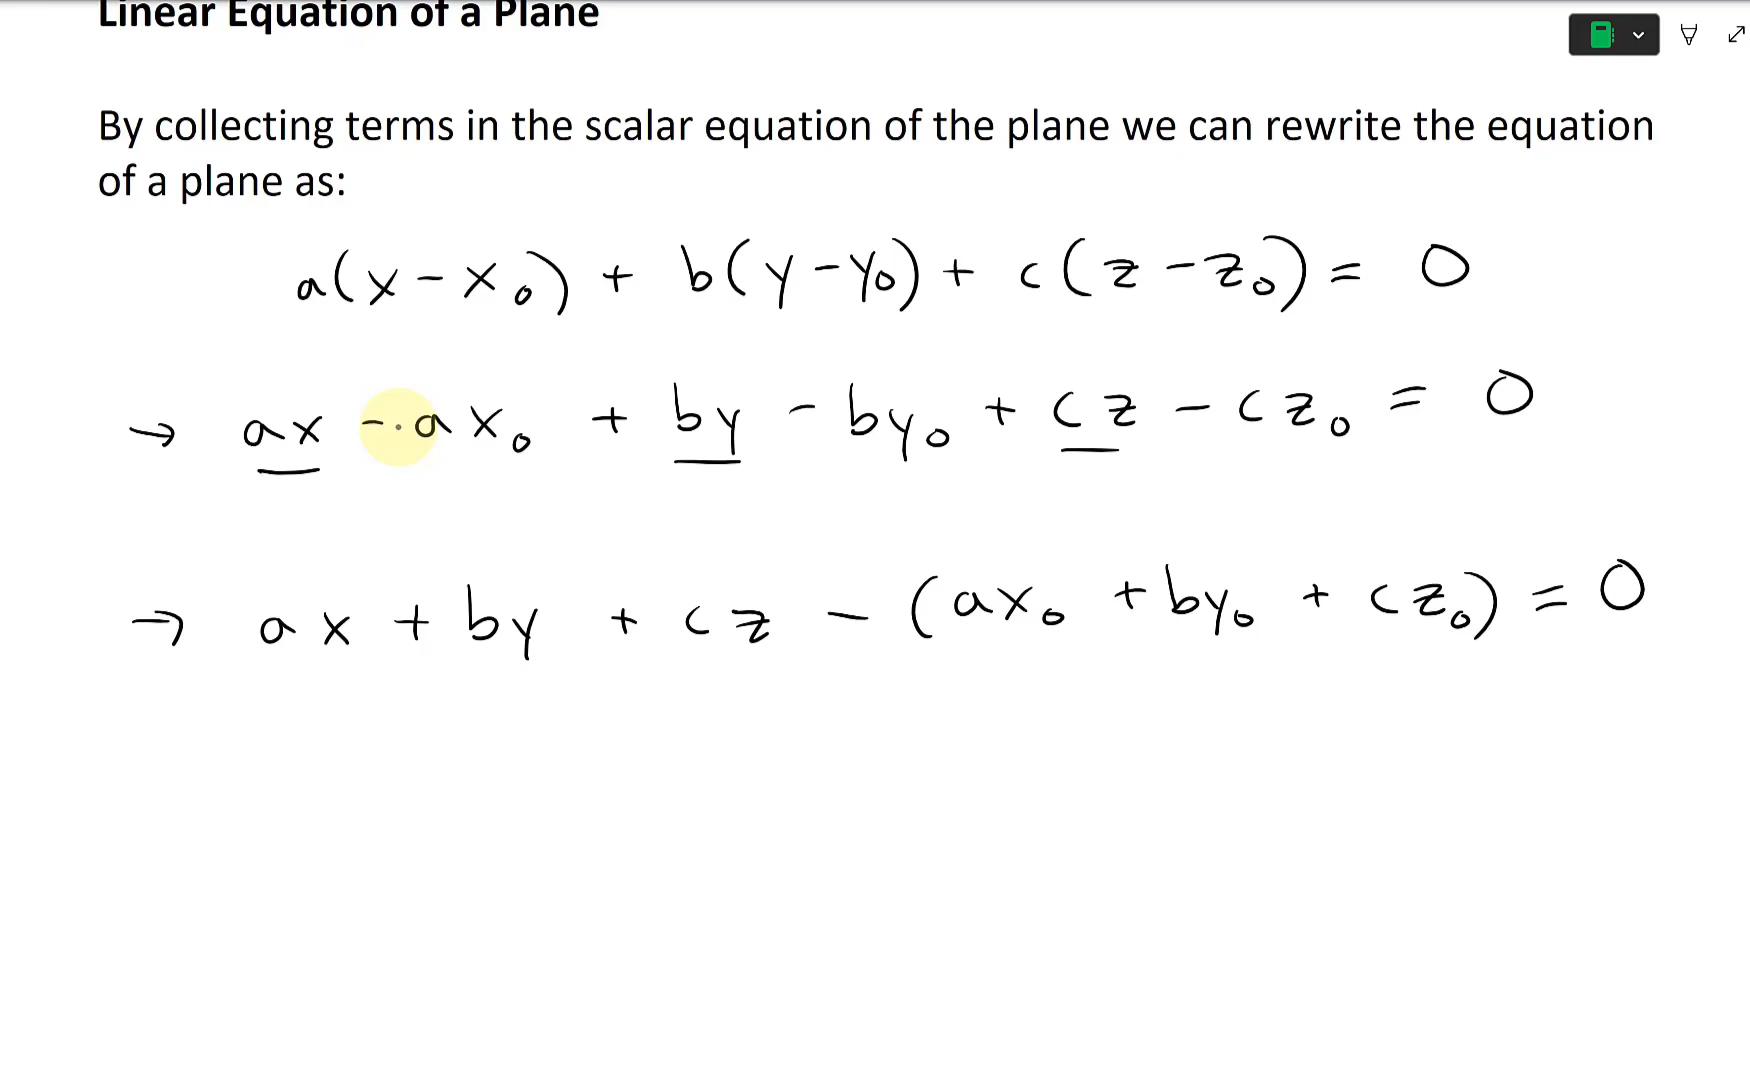 Linear Equation of a Plane
By collecting terms in the scalar equation of the plane we can rewrite the equation
of a plane as:
a(x - x₀) + b(y - y₀) + c(z - z₀) = 0
→ ax - ax₀ + by - by₀ + cz - cz₀ = 0
→ ax + by + cz - (ax₀ + by₀ + cz₀) = 0